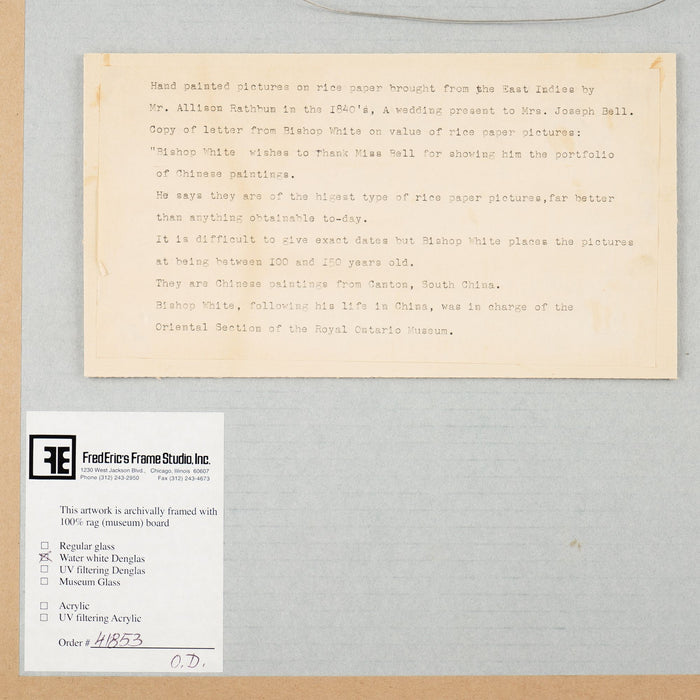 Hand painted pictures on rice paper brought from the East Indies by
Mr. Allison Rathbun in the I840's, A wedding present to Mrs. Joseph Bell.
Copy of letter from Bishop White on value of rice paper pictures:
"Bishop White wishes to Thank Miss Bell for showing him the portfolio
of Chinese paintings.
He says they are of the higest type of rice paper pictures,far better
than anything obtainable to-day.
It is difficult to give exact dates but Bishop White places the pictures
at being between I00 and I50 years old.
They are Chinese paintings from Canton, South China.
Bishop White, following his life in China, was in charge of the
Oriental Section of the Royal Ontario Museum.
FE
FredEric's Frame Studio, Inc.
1230 West Jackson Blvd., Chicago, Illinois 60607
Phone (312) 243-2950 Fax (312) 243-4673
This artwork is archivally framed with
100% rag (museum) board
Regular glass
Water white Denglas
UV filtering Denglas
Museum Glass
Acrylic
UV filtering Acrylic
Order # 41853
O.D.